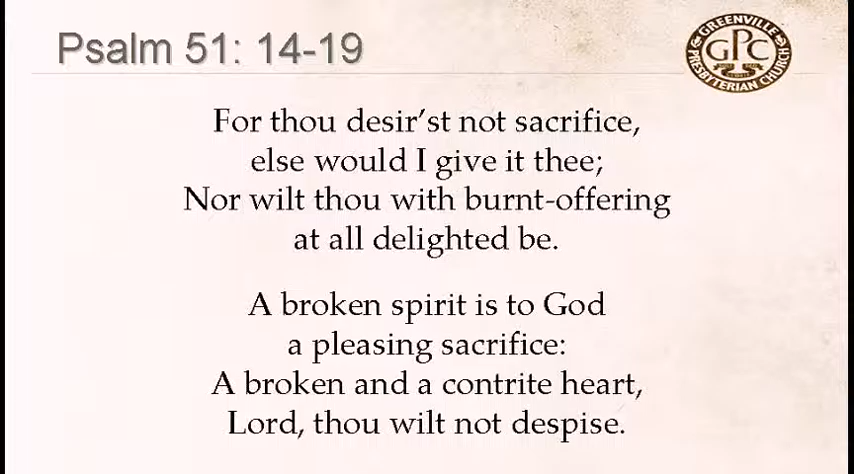 Psalm 51: 14-19
GREENVILLE
GPC
PRESBYTERIAN CHURCH
For thou desir’st not sacrifice,
else would I give it thee;
Nor wilt thou with burnt-offering
at all delighted be.
A broken spirit is to God
a pleasing sacrifice:
A broken and a contrite heart,
Lord, thou wilt not despise.